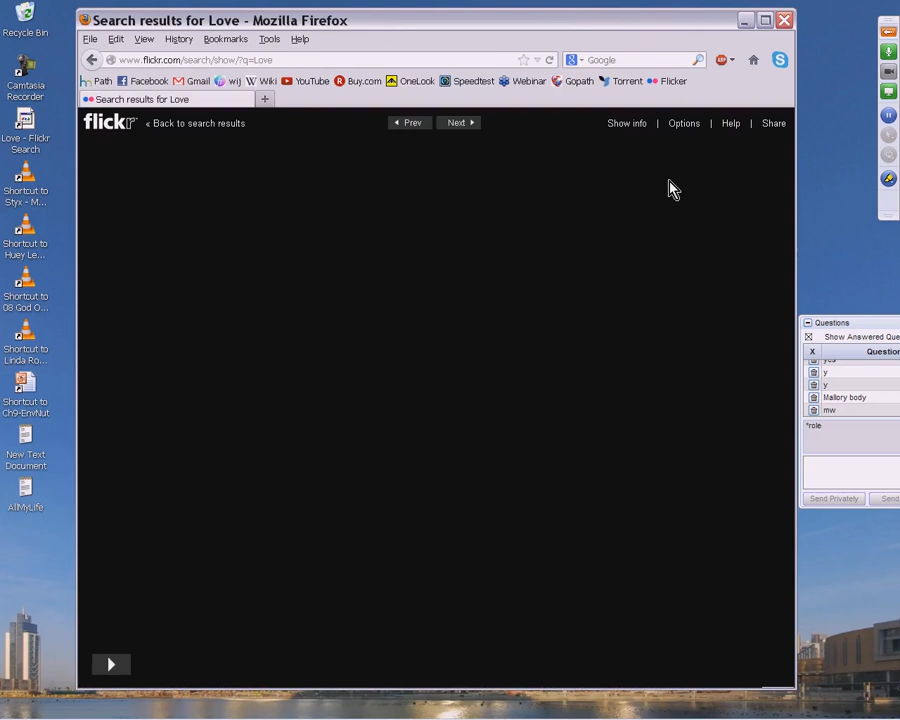 Recycle Bin
Camtasia
Recorder
Love - Flickr
Search
Shortcut to
Styx - M...
Shortcut to
Huey Le...
Shortcut to
08 God O...
Shortcut to
Linda Ro...
Shortcut to
Ch9-EnvNut
New Text
Document
AllMyLife
Search results for Love - Mozilla Firefox
File Edit View History Bookmarks Tools Help
www.flickr.com/search/show/?q=Love
Google
Path Facebook Gmail wij Wiki YouTube Buy.com OneLook Speedtest Webinar Gopath Torrent Flicker
Search results for Love
flickr « Back to search results Prev Next Show info | Options | Help | Share
Questions
Show Answered Que
X Question
yes
y
y
Mallory body
mw
*role
Send Privately Send